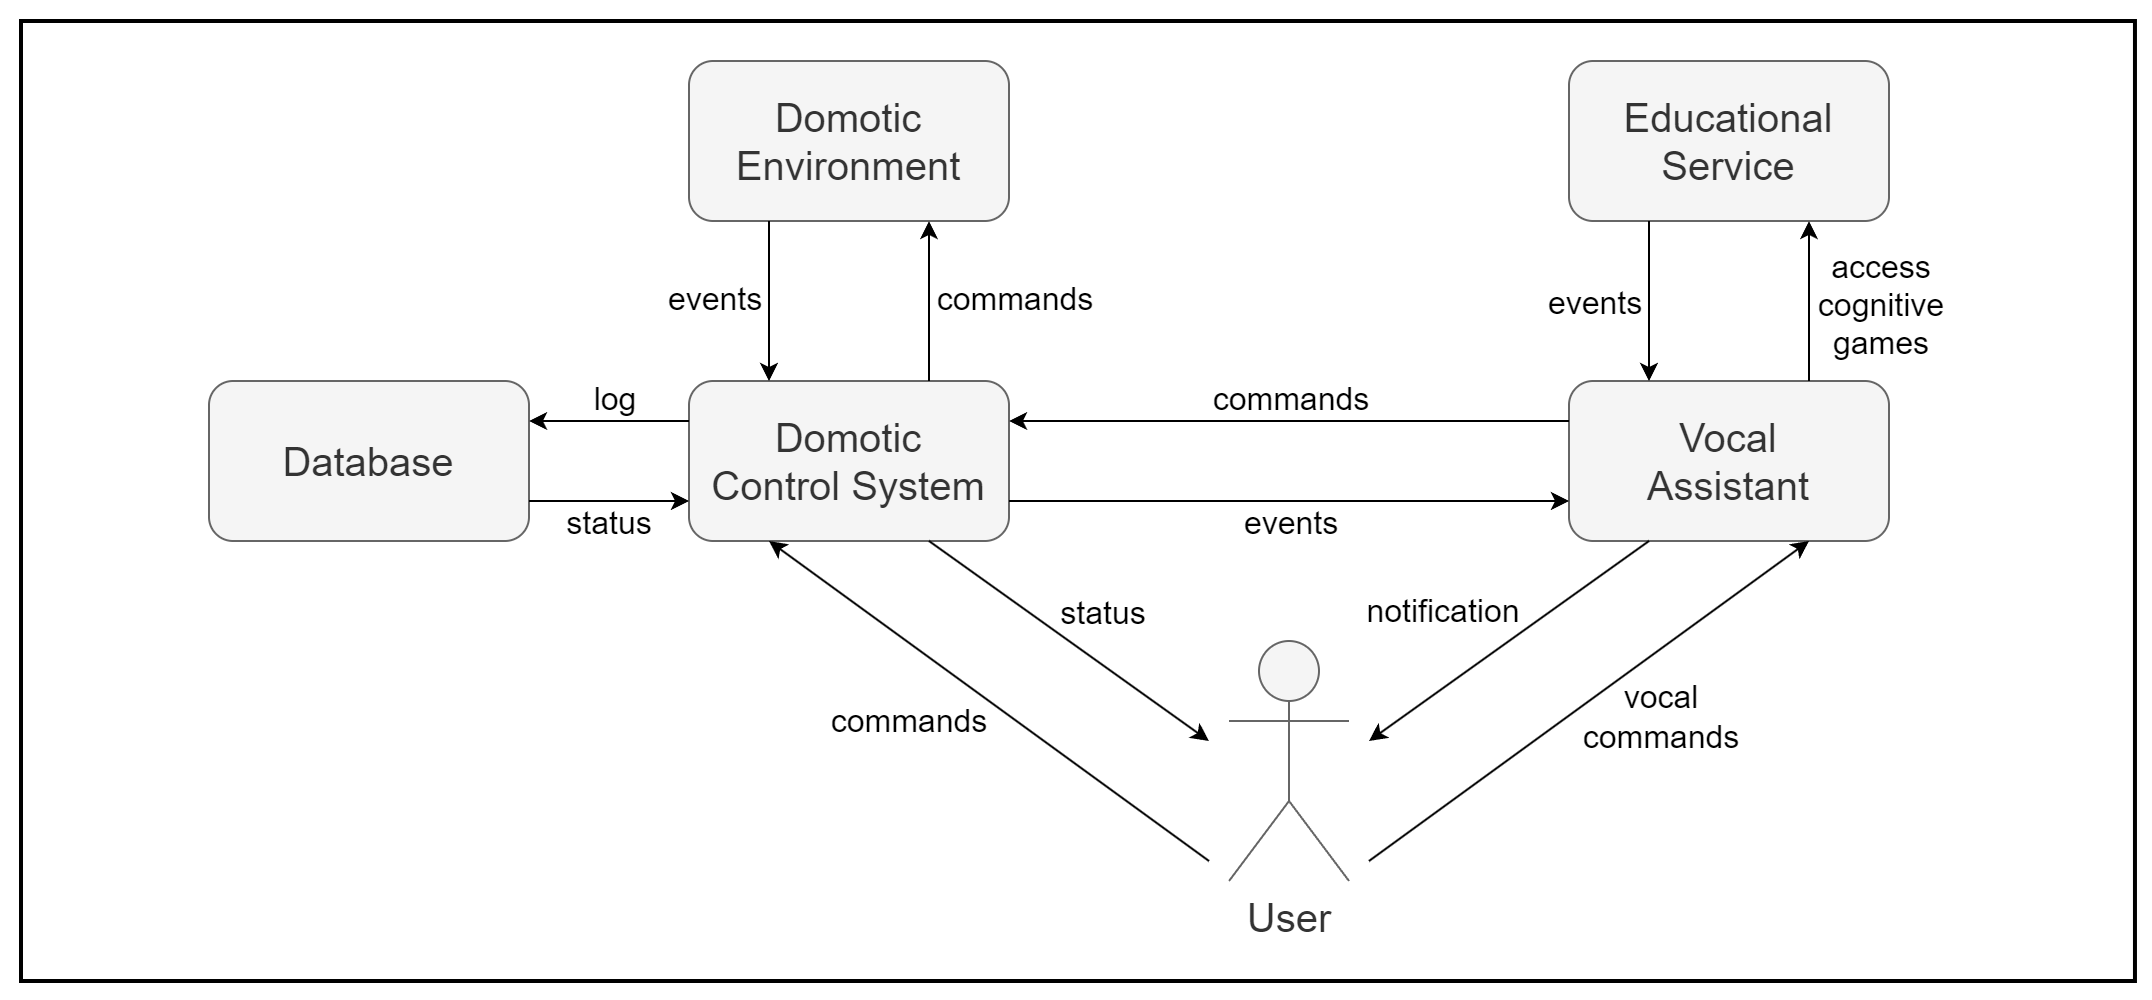 Domotic
Environment
Educational
Service
events
commands
events
access
cognitive
games
Database
log
status
Domotic
Control System
commands
events
Vocal
Assistant
status
notification
commands
vocal
commands
User